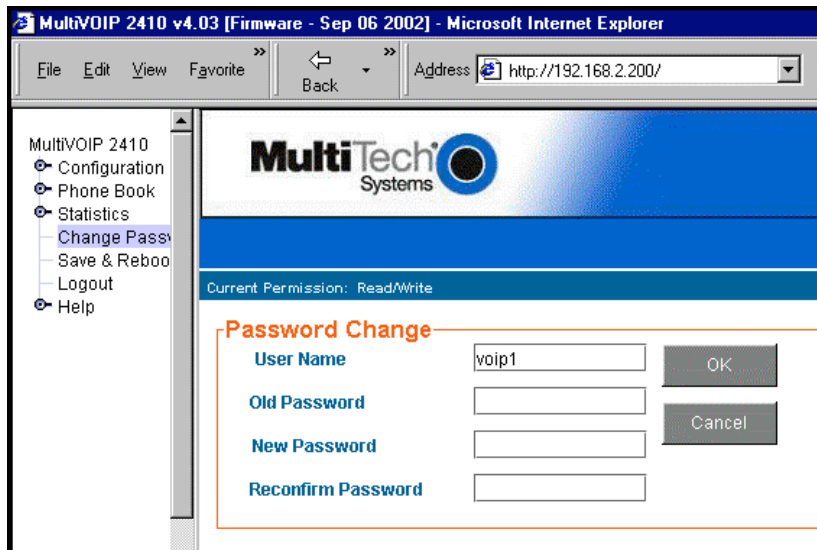 MultiVOIP 2410 v4.03 [Firmware - Sep 06 2002] - Microsoft Internet Explorer
File Edit View Favorite » Back » Address http://192.168.2.200/
MultiVOIP 2410
Configuration
Phone Book
Statistics
Change Passw
Save & Reboo
Logout
Help
MultiTech
Systems
Current Permission: Read/Write
Password Change
User Name voip1 OK
Old Password
Cancel
New Password
Reconfirm Password